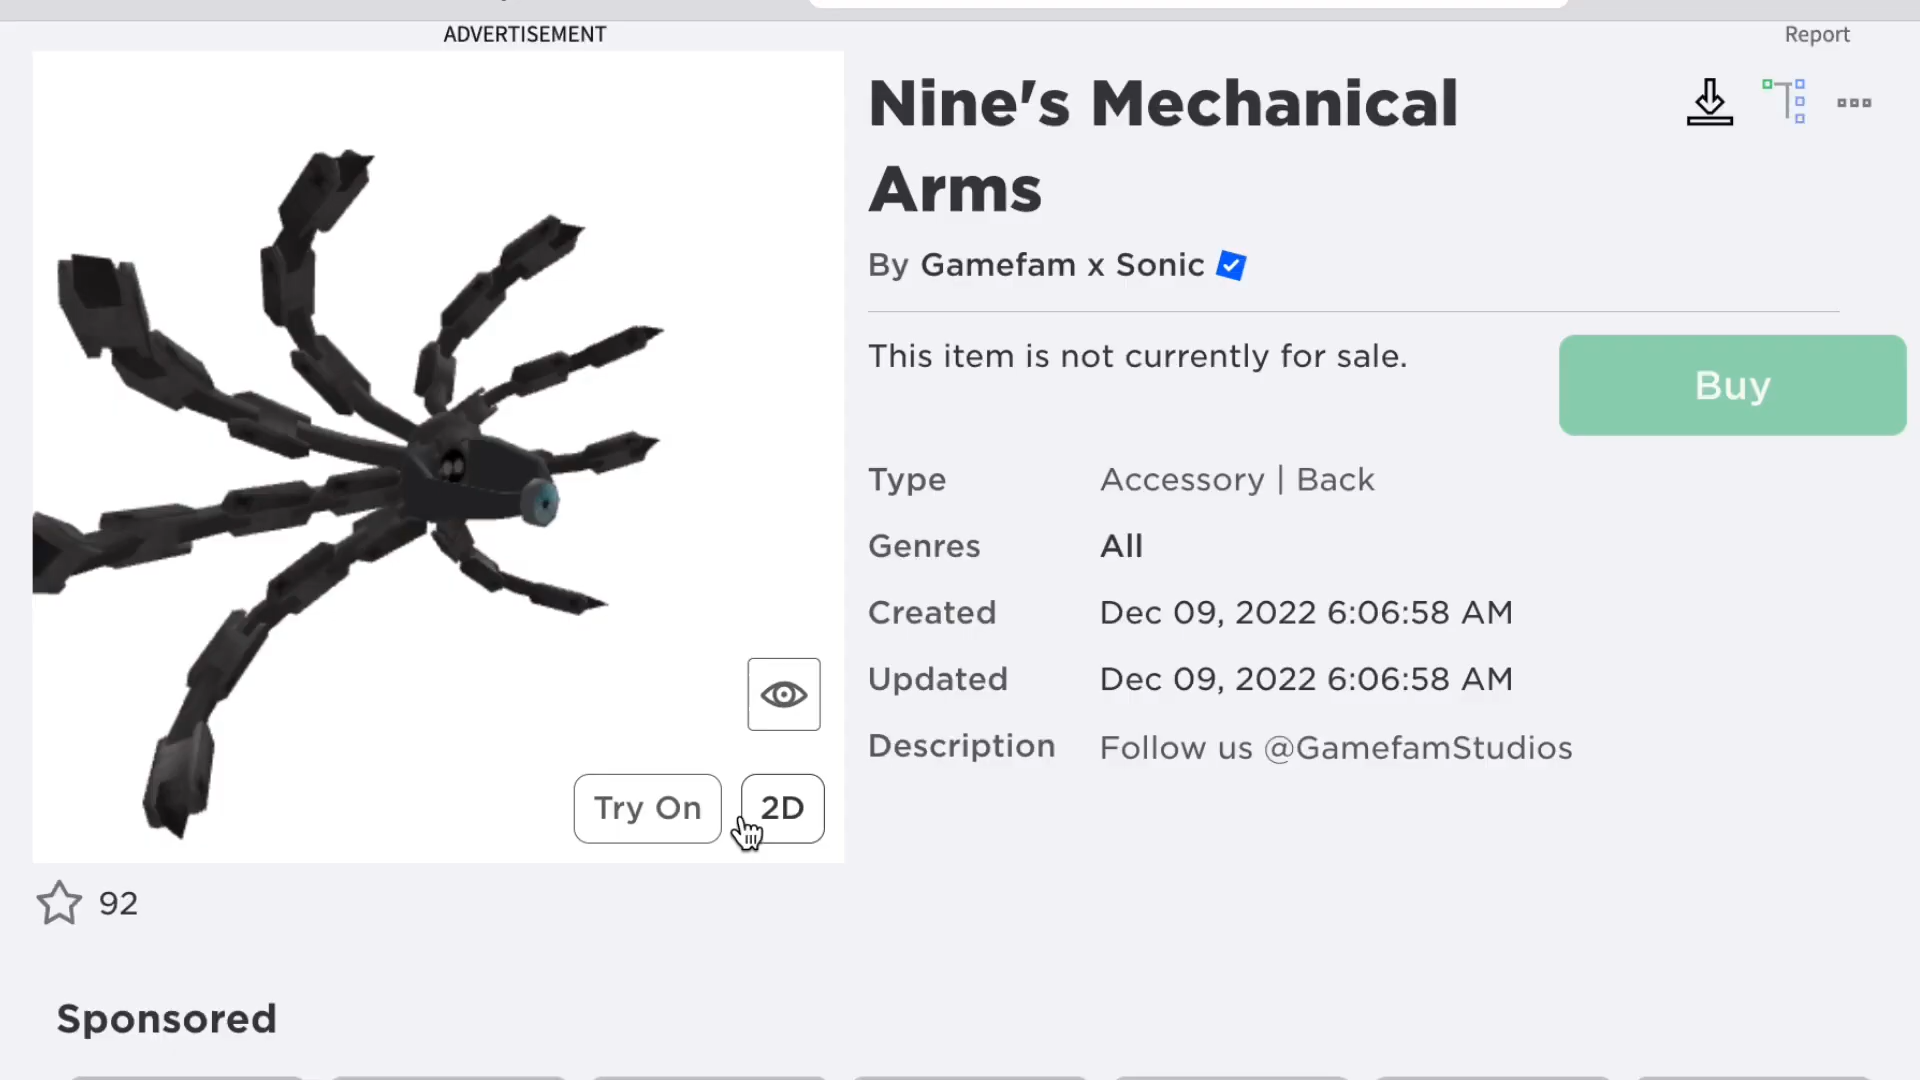 ADVERTISEMENT
Report
Nine's Mechanical
Arms
By Gamefam x Sonic
This item is not currently for sale.
Buy
Type Accessory | Back
Genres All
Created Dec 09, 2022 6:06:58 AM
Updated Dec 09, 2022 6:06:58 AM
Description Follow us @GamefamStudios
Try On
2D
92
Sponsored